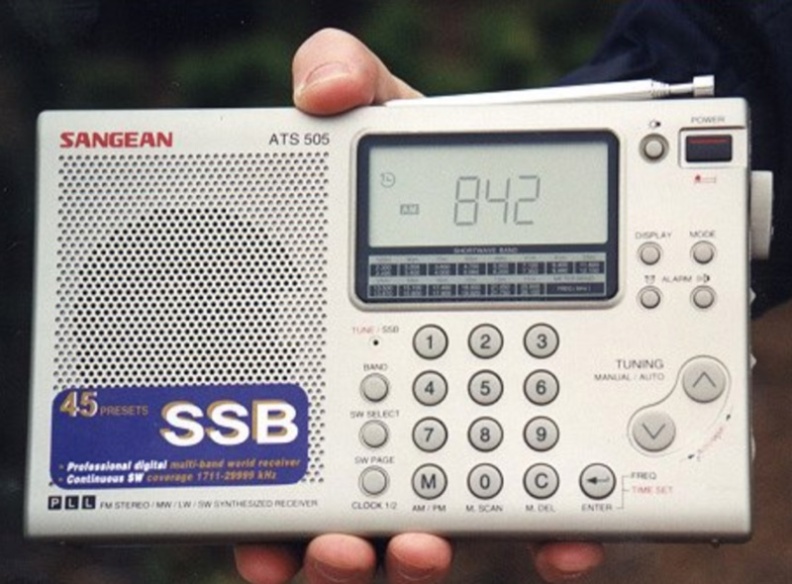 SANGEAN
ATS 505
POWER
AM
842
DISPLAY
MODE
SHORTWAVE BAND
ALARM
TUNE / SSB
1
2
3
BAND
4
5
6
TUNING
MANUAL / AUTO
45 PRESETS
SSB
SW SELECT
7
8
9
- Professional digital multi-band world receiver
- Continuous SW coverage 1711-29999 kHz
SW PAGE
M
0
C
FREQ
TIME SET
PLL FM STEREO / MW / LW / SW SYNTHESIZED RECEIVER
CLOCK 1/2
AM / PM
M. SCAN
M. DEL
ENTER